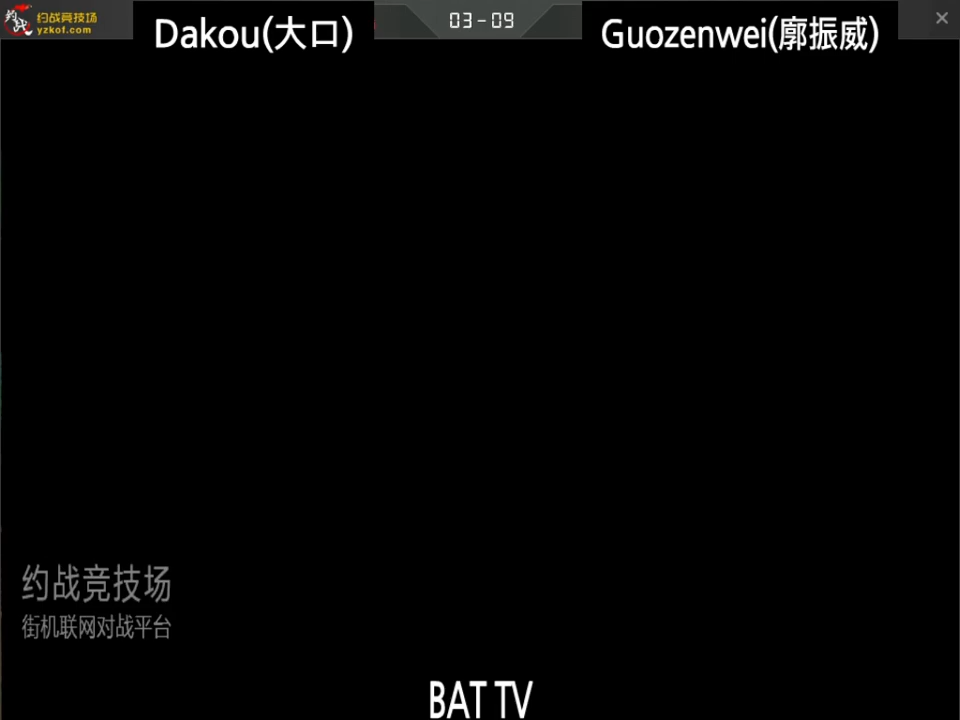 约战竞技场
yzkof.com
Dakou(大口)
03-09
Guozenwei(廓振威)
约战竞技场
街机联网对战平台
BAT TV